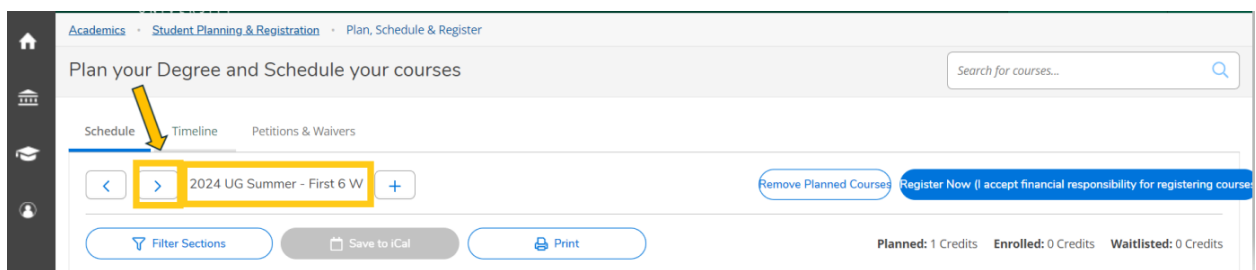 Academics · Student Planning & Registration · Plan, Schedule & Register
Plan your Degree and Schedule your courses
Search for courses...
Schedule Timeline Petitions & Waivers
2024 UG Summer - First 6 W
Remove Planned Courses
Register Now (I accept financial responsibility for registering course
Filter Sections
Save to iCal
Print
Planned: 1 Credits Enrolled: 0 Credits Waitlisted: 0 Credits